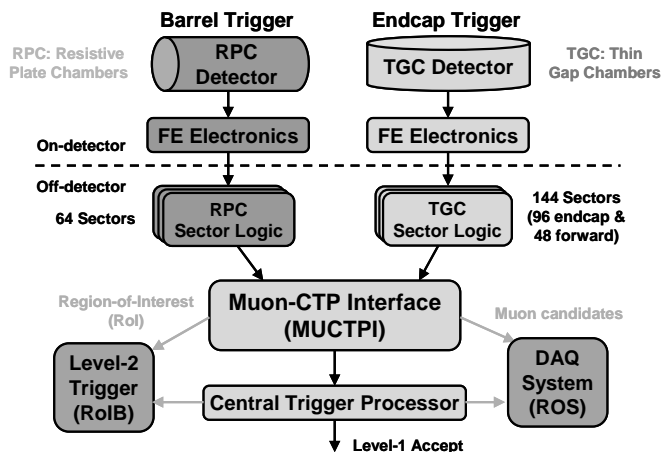 Barrel Trigger
Endcap Trigger
RPC: Resistive
Plate Chambers
RPC
Detector
TGC Detector
TGC: Thin
Gap Chambers
FE Electronics
FE Electronics
On-detector
Off-detector
64 Sectors
RPC
Sector Logic
TGC
Sector Logic
144 Sectors
(96 endcap &
48 forward)
Region-of-Interest
(RoI)
Muon-CTP Interface
(MUCTPI)
Muon candidates
Level-2
Trigger
(RoIB)
Central Trigger Processor
DAQ
System
(ROS)
Level-1 Accept